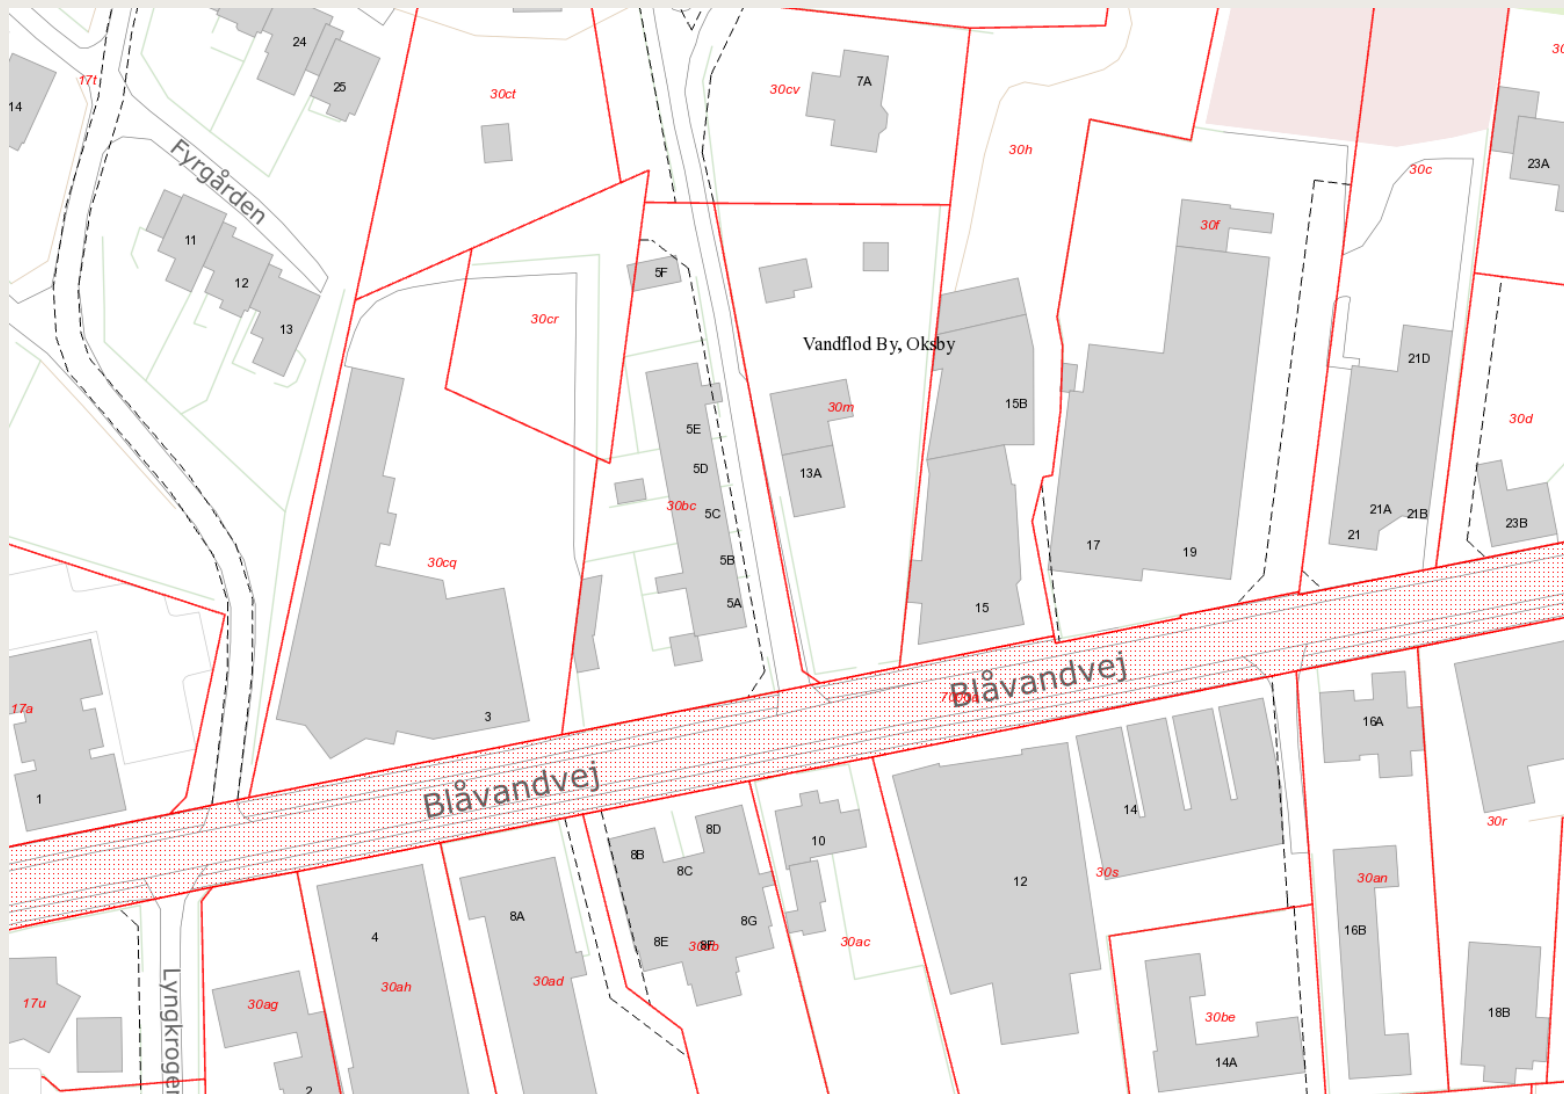 24
25
17t
14
30ct
30cv
7A
30h
30c
23A
Fyrgården
11
12
13
30f
5F
30cr
Vandflod By, Oksby
21D
30m
15B
30d
5E
5D
13A
30bc
5C
21A
21B
21
23B
30cq
5B
17
19
5A
15
17a
3
Blåvandvej
16A
1
Blåvandvej
8D
14
30r
8B
10
8C
12
30s
30an
8A
8G
4
8E
8F
30ac
16B
30ah
30ad
17u
30ag
30be
18B
Lyngkrogen
14A
2